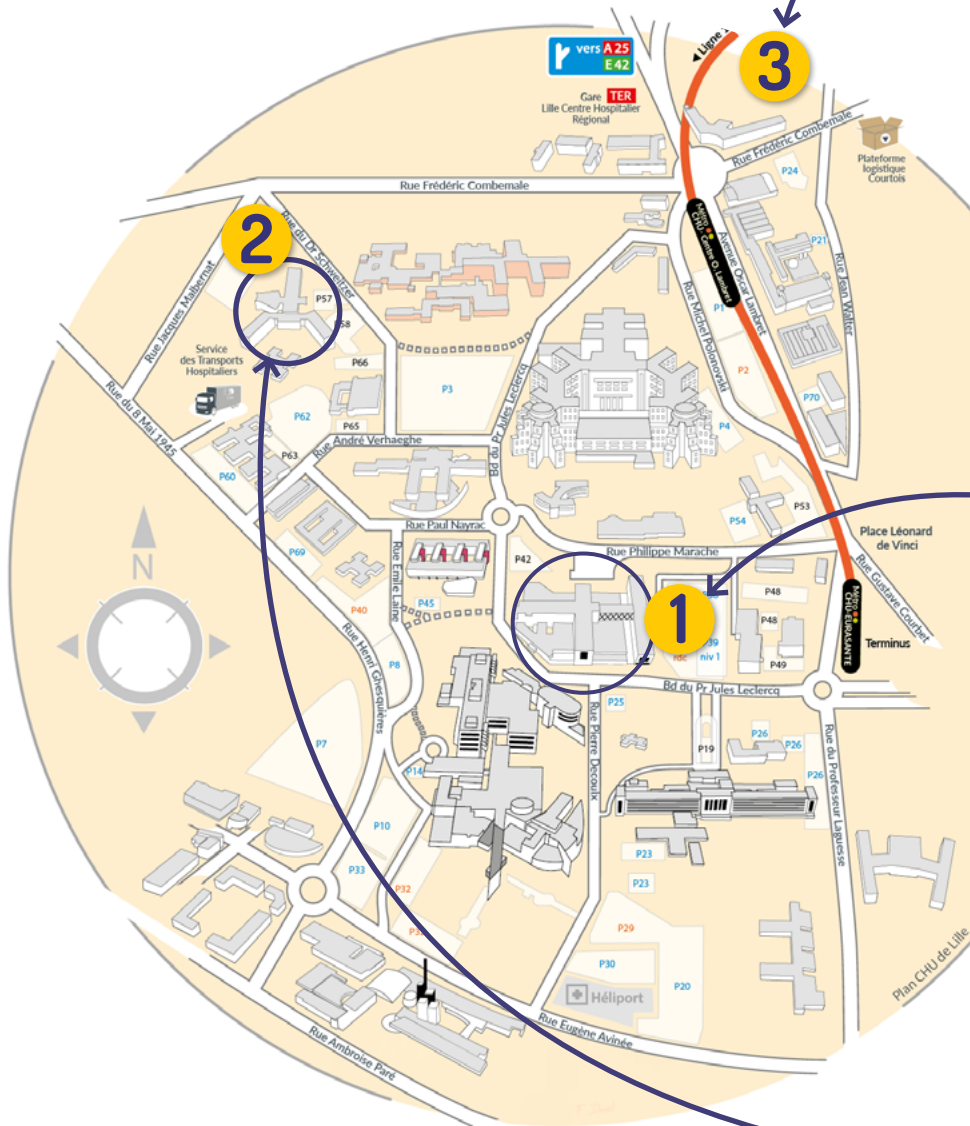 3
◄ Ligne 1
vers A 25
E 42
Gare TER
Lille Centre Hospitalier
Régional
Rue Frédéric Combemale
Plateforme
logistique
Courtois
P24
Rue Frédéric Combemale
Rue du Dr Schweitzer
2
Métro
CHU - Centre O. Lambret
Avenue Oscar Lambret
P21
Rue Jean Walter
Rue Jacques Malbernat
P57
P58
P1
Rue Michel Polonovski
Service
des Transports
Hospitaliers
P66
P2
P3
Bd du Pr Jules Leclercq
P70
Rue du 8 Mai 1945
P62
P65
P4
Rue André Verhaeghe
P63
P60
P53
P54
Rue Paul Nayrac
Place Léonard
de Vinci
N
P69
Rue Emile Laine
P42
Rue Philippe Marache
Rue Gustave Courbet
Métro
CHU-EURASANTÉ
P48
P45
P40
1
P48
Terminus
rdc
niv 1
P49
Rue Henri Ghesquières
P8
Bd du Pr Jules Leclercq
P25
Rue Pierre Decoulx
P7
P19
P26
P26
P14
P26
Rue du Professeur Laguesse
P10
P23
P33
P32
P23
P29
P30
P20
Héliport
Plan CHU de Lille
Rue Eugène Avinée
Rue Ambroise Paré